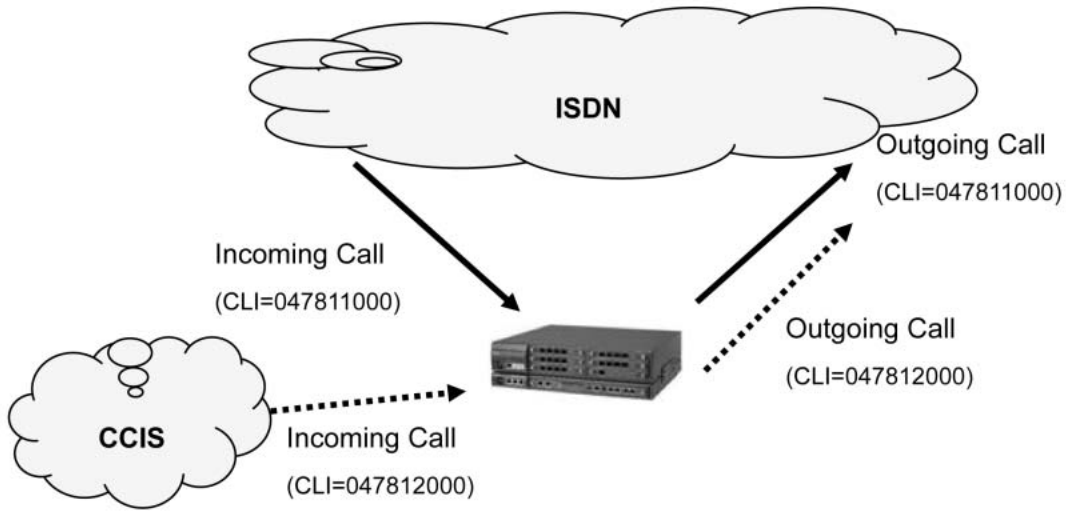 ISDN
Outgoing Call
(CLI=047811000)
Incoming Call
(CLI=047811000)
Outgoing Call
(CLI=047812000)
CCIS
Incoming Call
(CLI=047812000)